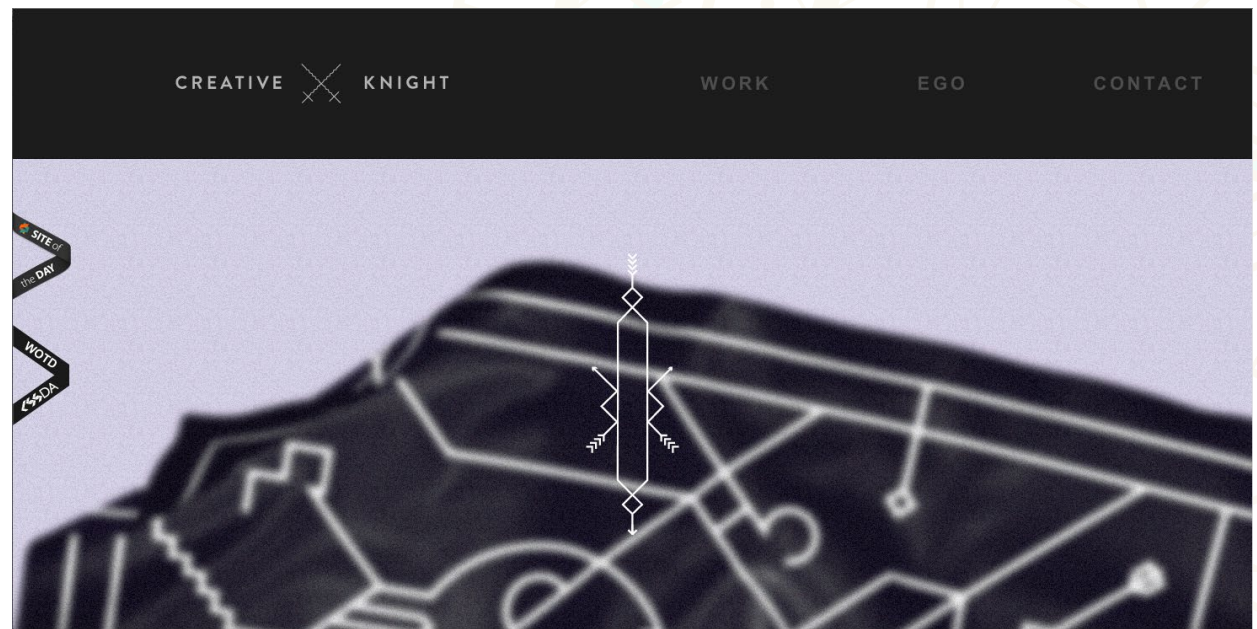 CREATIVE KNIGHT
WORK
EGO
CONTACT
SITE of
the DAY
WOTD
CSSDA